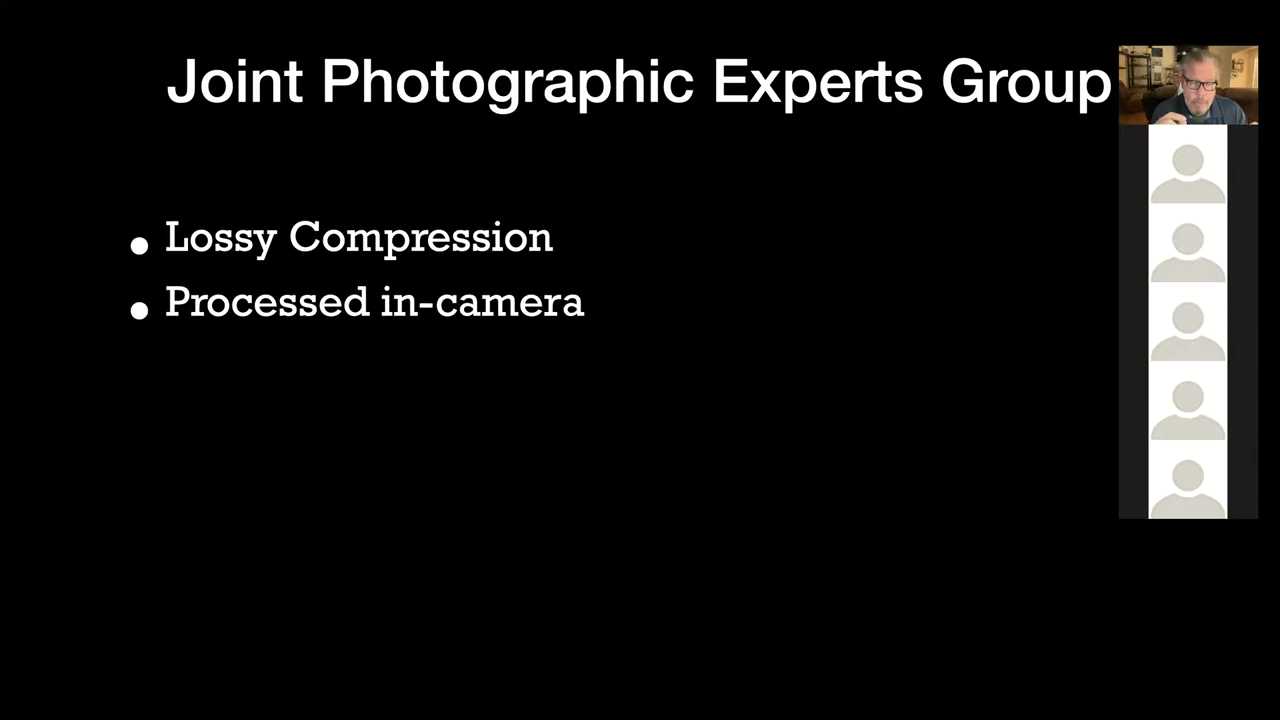 Joint Photographic Experts Group
• Lossy Compression
• Processed in-camera